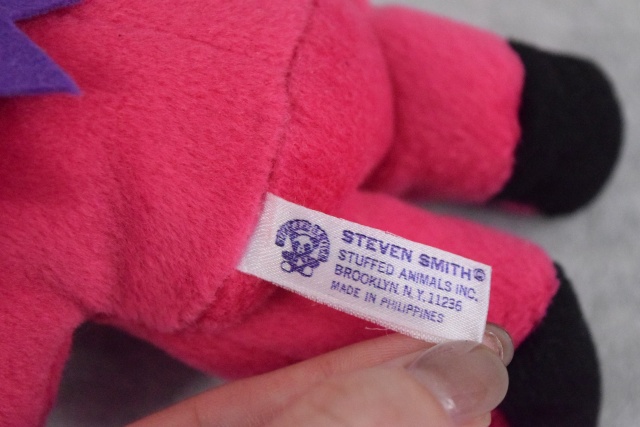 STEVEN SMITH©
STUFFED ANIMALS INC.
BROOKLYN, N.Y. 11236
MADE IN PHILIPPINES